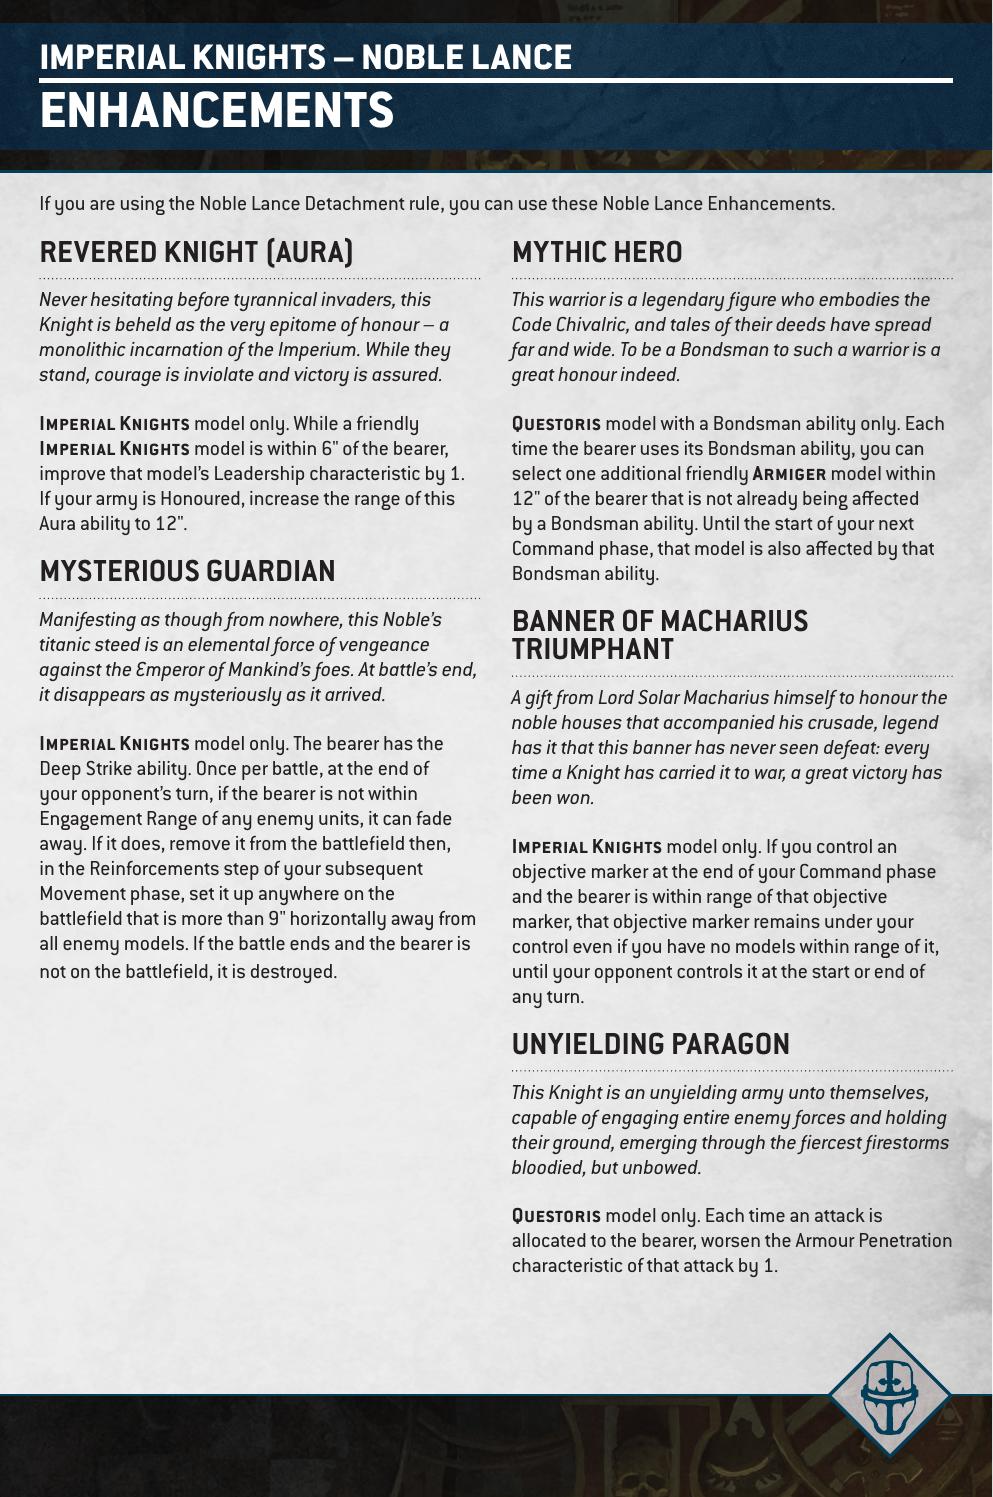 IMPERIAL KNIGHTS – NOBLE LANCE
ENHANCEMENTS
If you are using the Noble Lance Detachment rule, you can use these Noble Lance Enhancements.
REVERED KNIGHT (AURA)
Never hesitating before tyrannical invaders, this
Knight is beheld as the very epitome of honour – a
monolithic incarnation of the Imperium. While they
stand, courage is inviolate and victory is assured.
IMPERIAL KNIGHTS model only. While a friendly
IMPERIAL KNIGHTS model is within 6" of the bearer,
improve that model's Leadership characteristic by 1.
If your army is Honoured, increase the range of this
Aura ability to 12".
MYSTERIOUS GUARDIAN
Manifesting as though from nowhere, this Noble's
titanic steed is an elemental force of vengeance
against the Emperor of Mankind's foes. At battle's end,
it disappears as mysteriously as it arrived.
IMPERIAL KNIGHTS model only. The bearer has the
Deep Strike ability. Once per battle, at the end of
your opponent's turn, if the bearer is not within
Engagement Range of any enemy units, it can fade
away. If it does, remove it from the battlefield then,
in the Reinforcements step of your subsequent
Movement phase, set it up anywhere on the
battlefield that is more than 9" horizontally away from
all enemy models. If the battle ends and the bearer is
not on the battlefield, it is destroyed.
MYTHIC HERO
This warrior is a legendary figure who embodies the
Code Chivalric, and tales of their deeds have spread
far and wide. To be a Bondsman to such a warrior is a
great honour indeed.
QUESTORIS model with a Bondsman ability only. Each
time the bearer uses its Bondsman ability, you can
select one additional friendly ARMIGER model within
12" of the bearer that is not already being affected
by a Bondsman ability. Until the start of your next
Command phase, that model is also affected by that
Bondsman ability.
BANNER OF MACHARIUS
TRIUMPHANT
A gift from Lord Solar Macharius himself to honour the
noble houses that accompanied his crusade, legend
has it that this banner has never seen defeat: every
time a Knight has carried it to war, a great victory has
been won.
IMPERIAL KNIGHTS model only. If you control an
objective marker at the end of your Command phase
and the bearer is within range of that objective
marker, that objective marker remains under your
control even if you have no models within range of it,
until your opponent controls it at the start or end of
any turn.
UNYIELDING PARAGON
This Knight is an unyielding army unto themselves,
capable of engaging entire enemy forces and holding
their ground, emerging through the fiercest firestorms
bloodied, but unbowed.
QUESTORIS model only. Each time an attack is
allocated to the bearer, worsen the Armour Penetration
characteristic of that attack by 1.